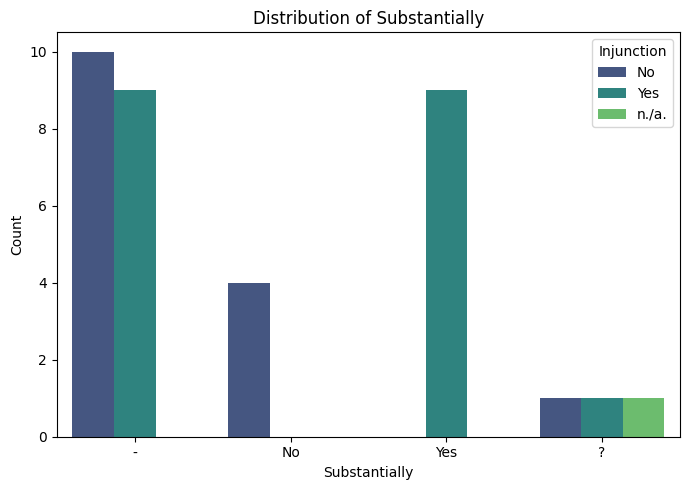 Distribution of Substantially
Injunction
No
Yes
n./a.
Count
10
8
6
4
2
0
-
No
Yes
?
Substantially